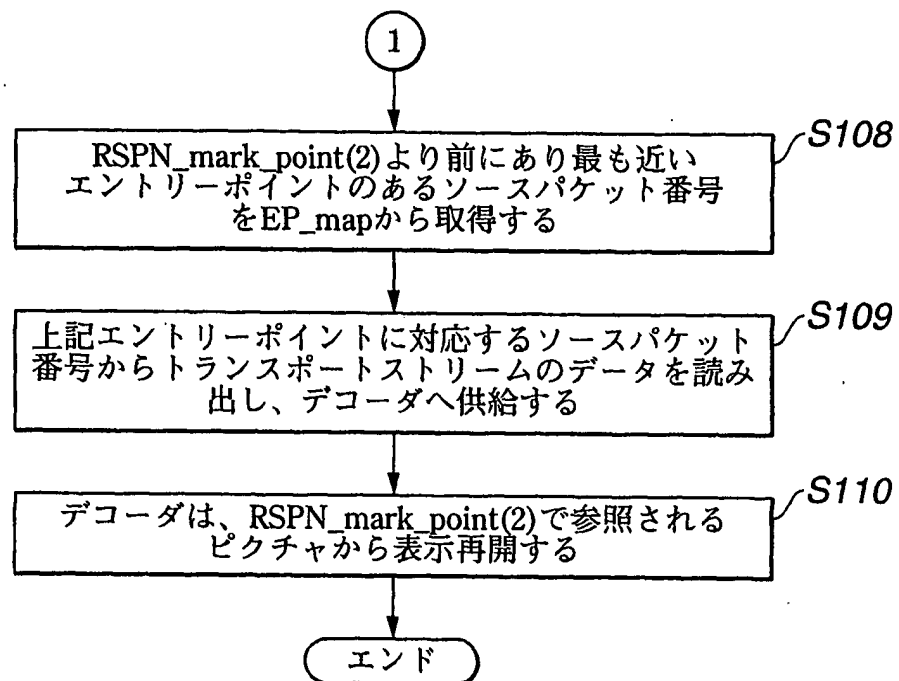 1
RSPN_mark_point(2)より前にあり最も近い
エントリーポイントのあるソースパケット番号
をEP_mapから取得する
S108
上記エントリーポイントに対応するソースパケット
番号からトランスポートストリームのデータを読み
出し、デコーダへ供給する
S109
デコーダは、RSPN_mark_point(2)で参照される
ピクチャから表示再開する
S110
エンド